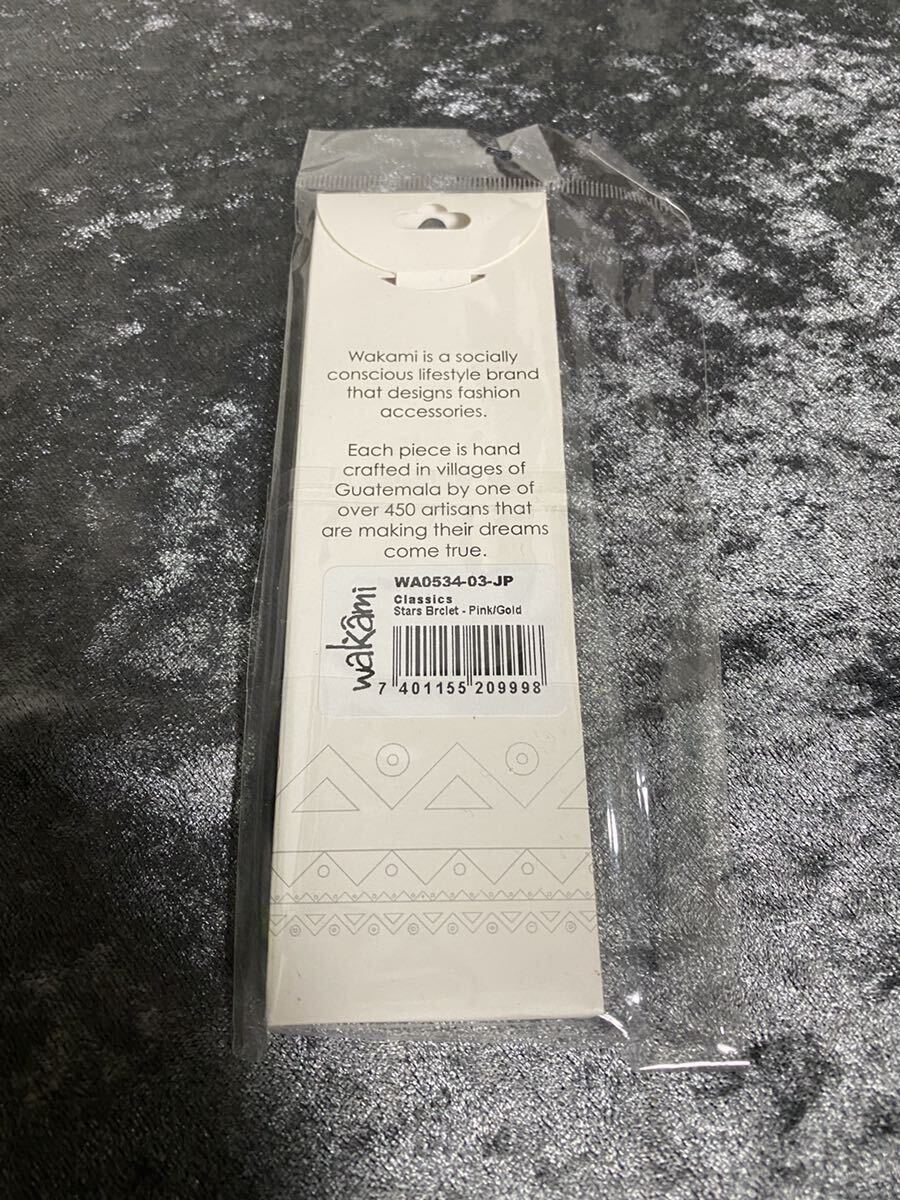 Wakami is a socially
conscious lifestyle brand
that designs fashion
accessories.
Each piece is hand
crafted in villages of
Guatemala by one of
over 450 artisans that
are making their dreams
come true.
wakâmi
WA0534-03-JP
Classics
Stars Brclet - Pink/Gold
7 401155 209998